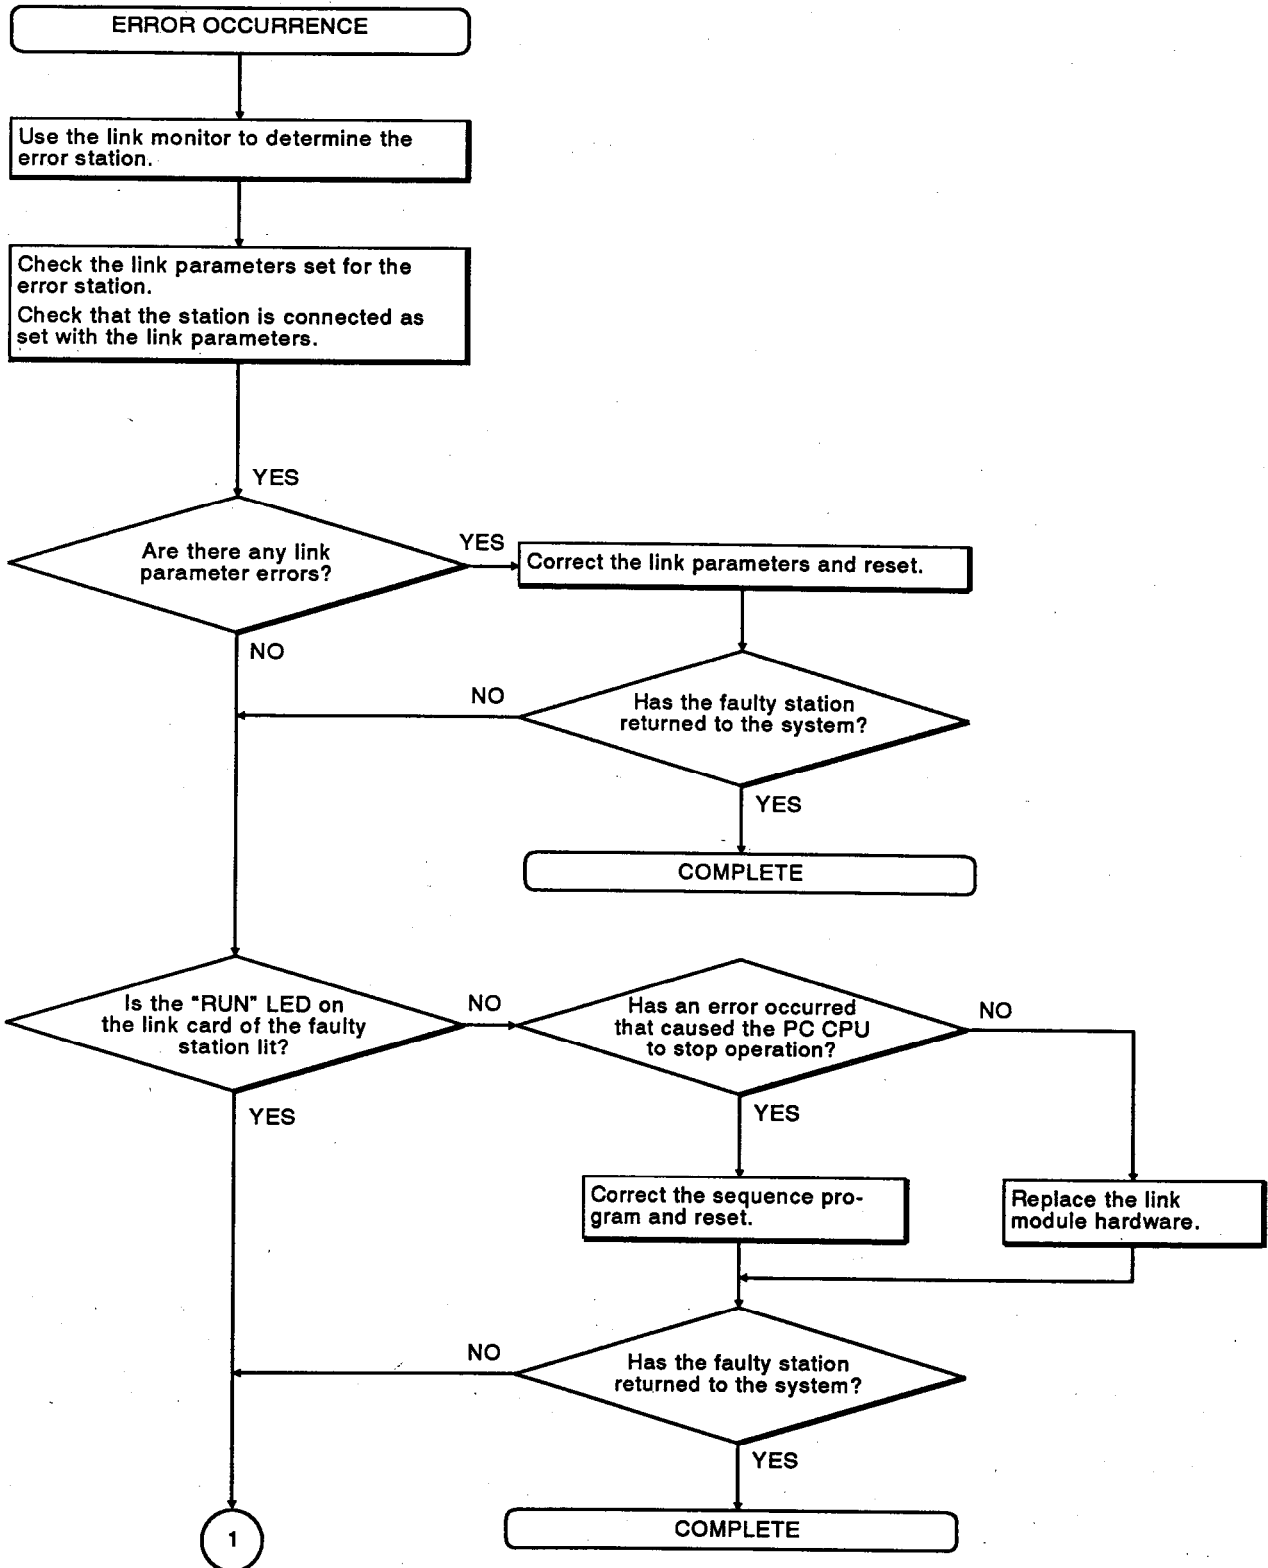 ERROR OCCURRENCE
Use the link monitor to determine the
error station.
Check the link parameters set for the
error station.
Check that the station is connected as
set with the link parameters.
YES
Are there any link
parameter errors?
YES
Correct the link parameters and reset.
NO
Has the faulty station
returned to the system?
NO
YES
COMPLETE
Is the "RUN" LED on
the link card of the faulty
station lit?
NO
Has an error occurred
that caused the PC CPU
to stop operation?
NO
YES
YES
Correct the sequence pro-
gram and reset.
Replace the link
module hardware.
NO
Has the faulty station
returned to the system?
YES
1
COMPLETE